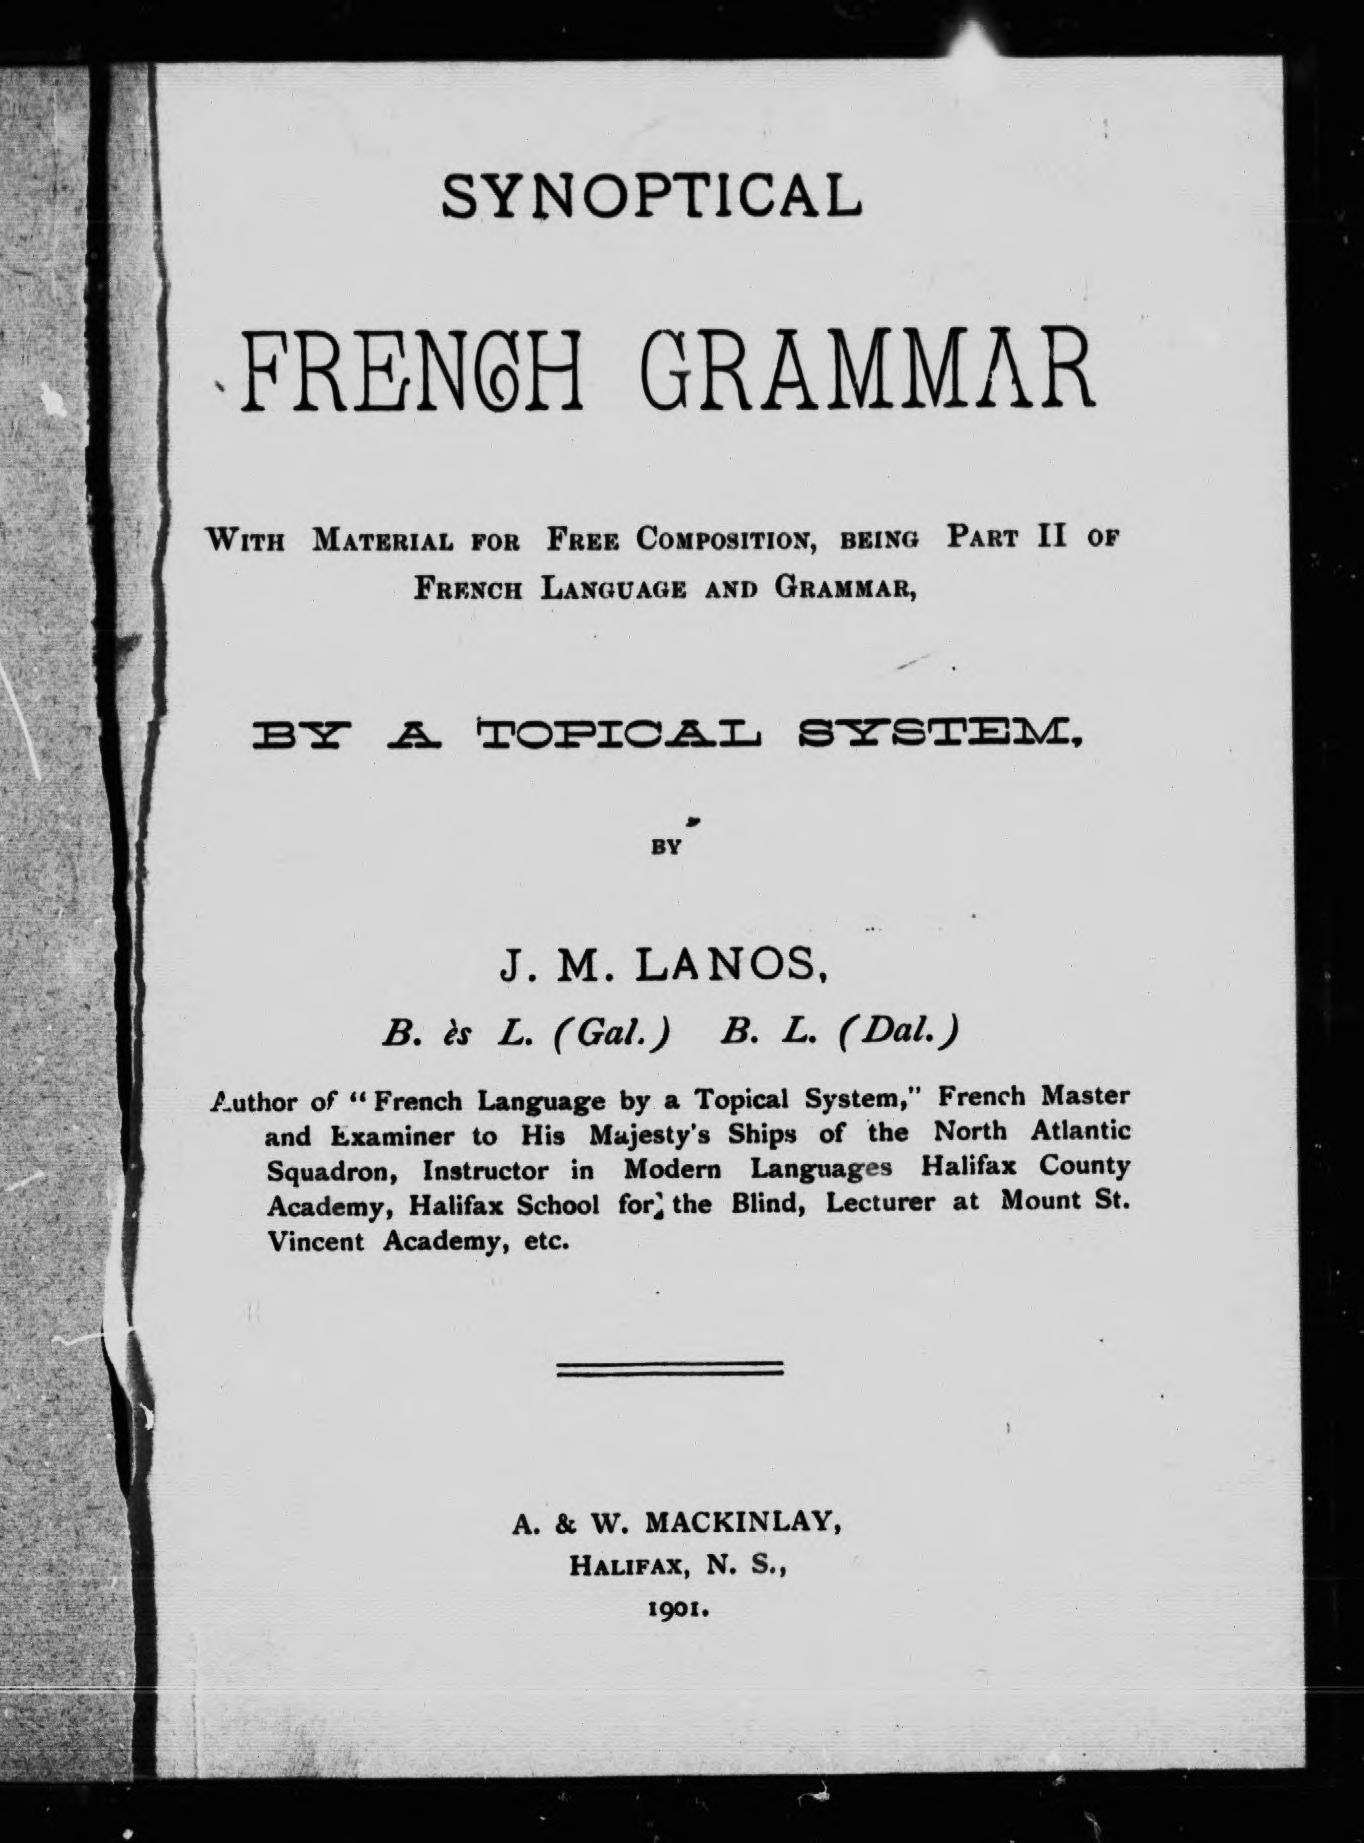 SYNOPTICAL
FRENCH GRAMMAR
WITH MATERIAL FOR FREE COMPOSITION, BEING PART II OF
FRENCH LANGUAGE AND GRAMMAR,
BY A TOPICAL SYSTEM,
BY
J. M. LANOS,
B. ès L. (Gal.) B. L. (Dal.)
Author of "French Language by a Topical System," French Master
and Examiner to His Majesty's Ships of the North Atlantic
Squadron, Instructor in Modern Languages Halifax County
Academy, Halifax School for the Blind, Lecturer at Mount St.
Vincent Academy, etc.
A. & W. MACKINLAY,
HALIFAX, N. S.,
1901.